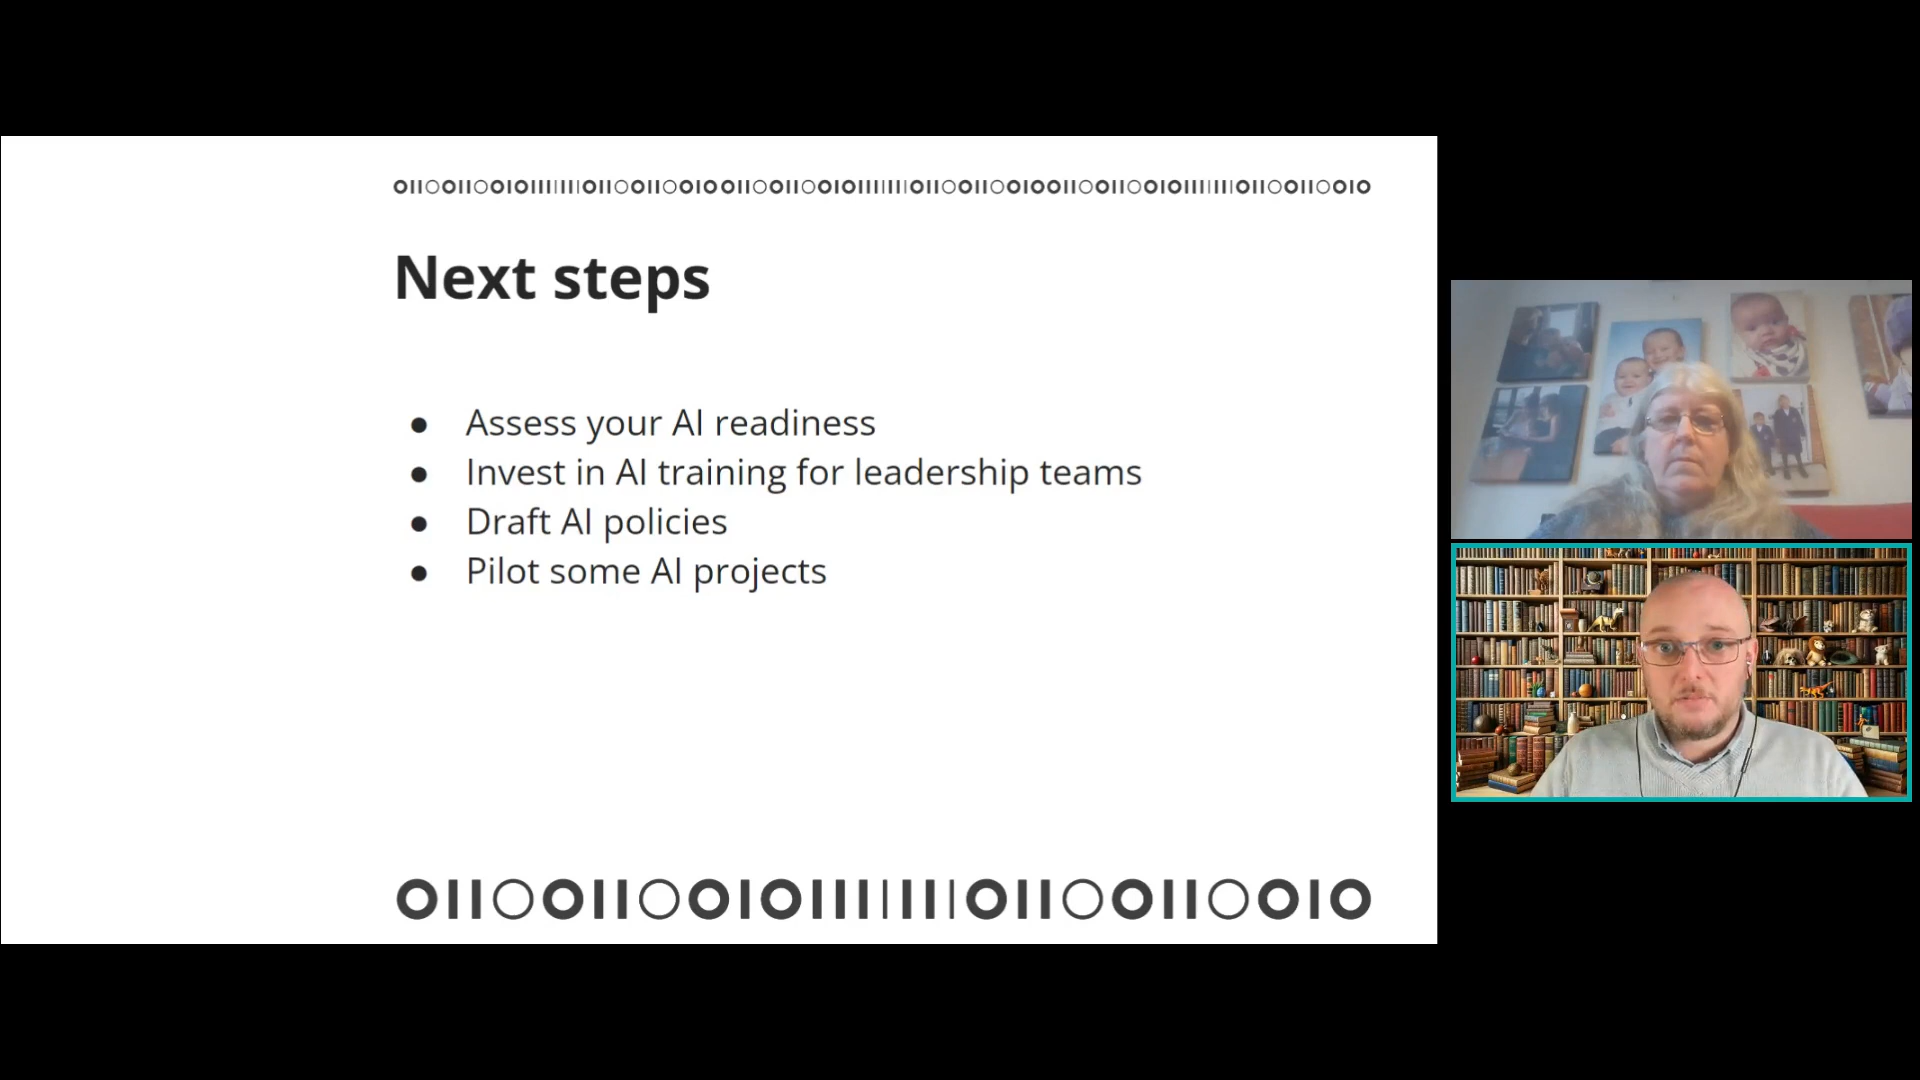 Next steps
● Assess your AI readiness
● Invest in AI training for leadership teams
● Draft AI policies
● Pilot some AI projects